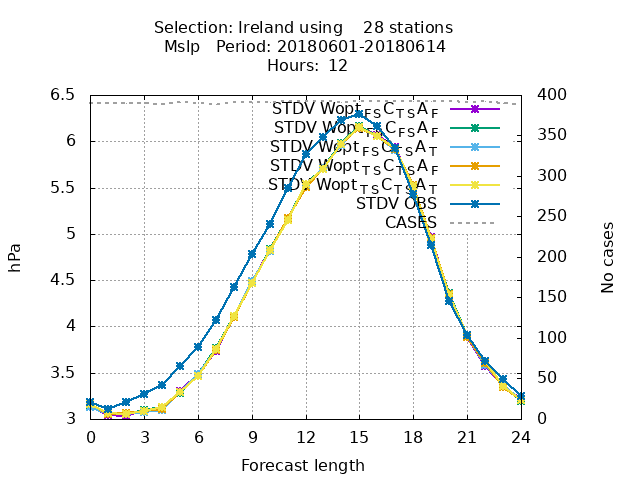 Selection: Ireland using 28 stations
Mslp Period: 20180601-20180614
Hours: 12
6.5
6
5.5
5
4.5
4
3.5
3
hPa
400
350
300
250
200
150
100
50
0
No cases
STDV Wopt_FS C_TS A_F
STDV Wopt_TS C_FS A_F
STDV Wopt_FS C_TS A_T
STDV Wopt_TS C_TS A_F
STDV Wopt_TS C_TS A_T
STDV OBS
CASES
0 3 6 9 12 15 18 21 24
Forecast length